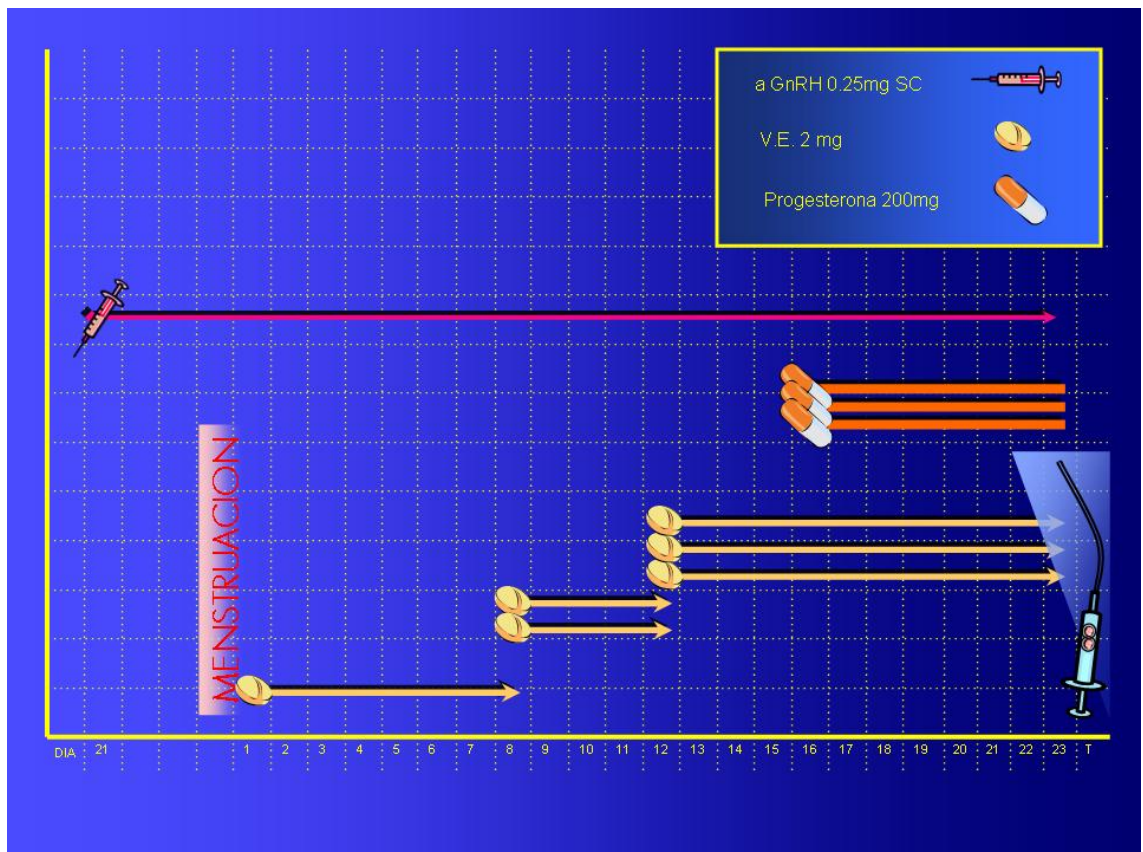 a GnRH 0.25mg SC
V.E. 2 mg
Progesterona 200mg
MENSTRUACION
DIA 21 1 2 3 4 5 6 7 8 9 10 11 12 13 14 15 16 17 18 19 20 21 22 23 T